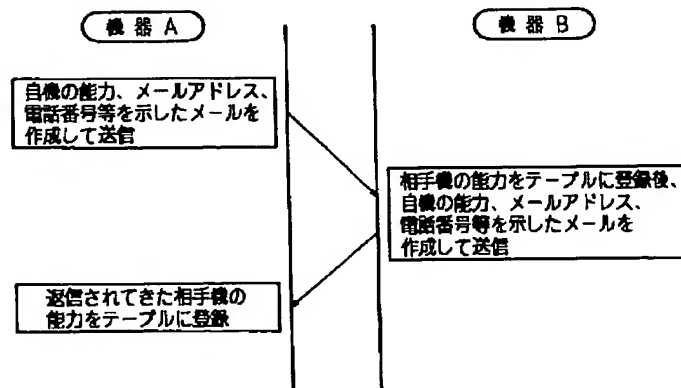 機器 A
機器 B
自機の能力、メールアドレス、
電話番号等を示したメールを
作成して送信
相手機の能力をテーブルに登録後、
自機の能力、メールアドレス、
電話番号等を示したメールを
作成して送信
返信されてきた相手機の
能力をテーブルに登録